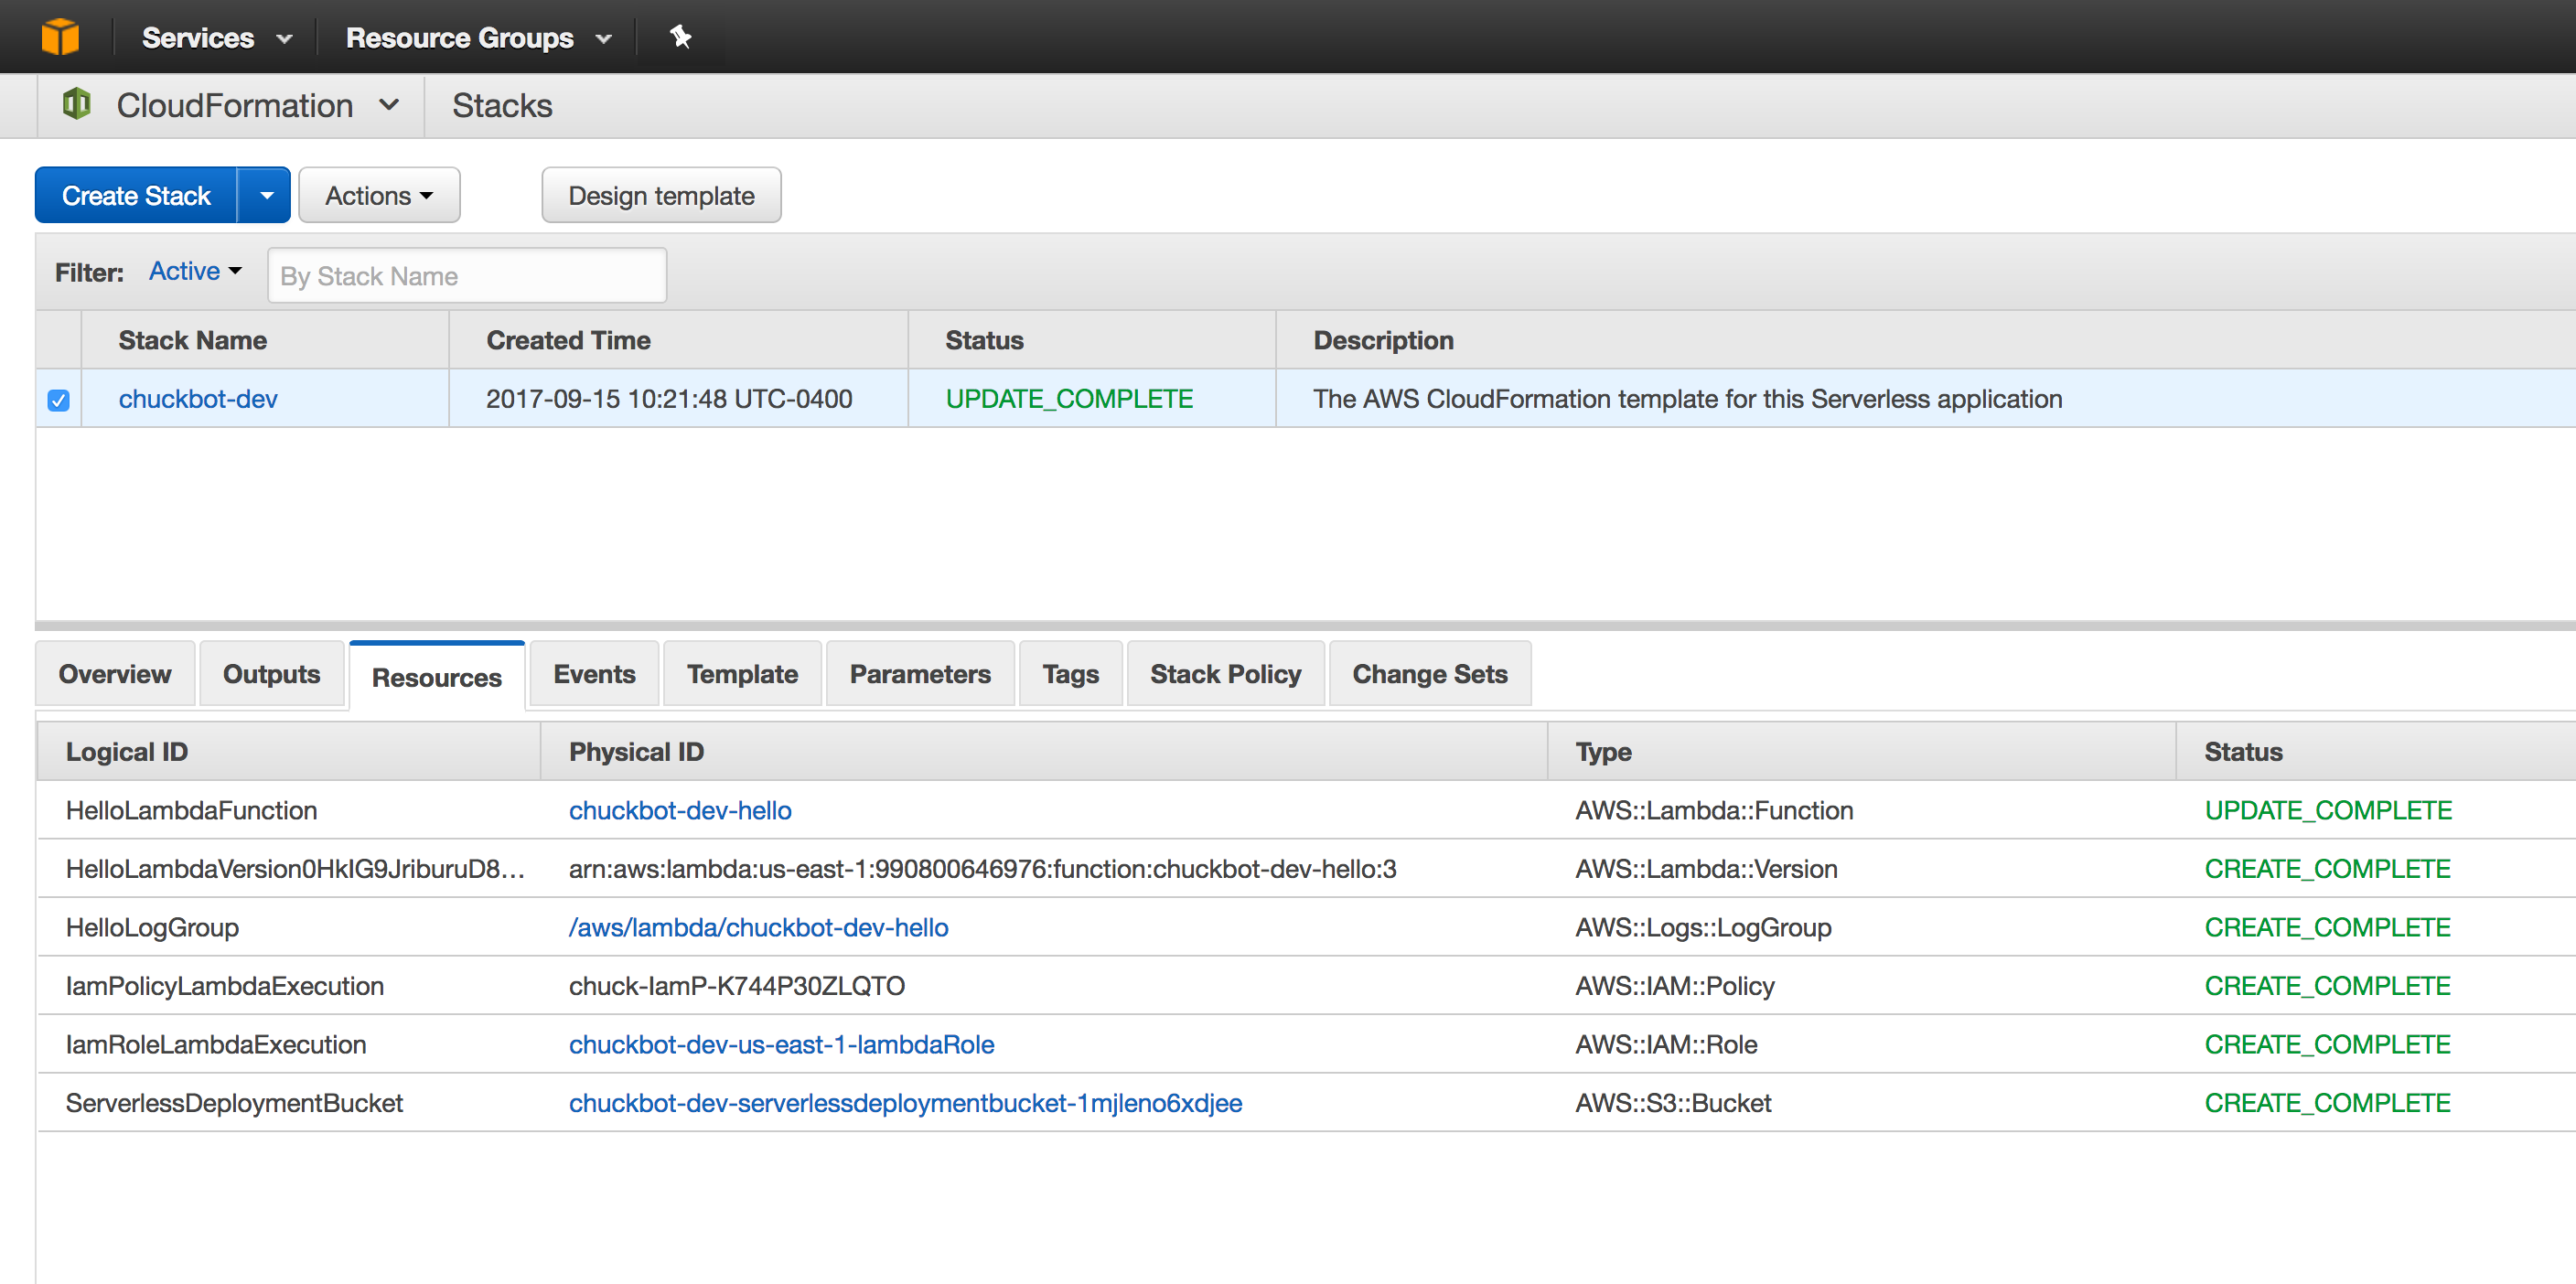 Services Resource Groups
CloudFormation Stacks
Create Stack Actions Design template
Filter: Active By Stack Name
Stack Name Created Time Status Description
chuckbot-dev 2017-09-15 10:21:48 UTC-0400 UPDATE_COMPLETE The AWS CloudFormation template for this Serverless application
Overview Outputs Resources Events Template Parameters Tags Stack Policy Change Sets
Logical ID Physical ID Type Status
HelloLambdaFunction chuckbot-dev-hello AWS::Lambda::Function UPDATE_COMPLETE
HelloLambdaVersion0HkIG9JriburuD8... arn:aws:lambda:us-east-1:990800646976:function:chuckbot-dev-hello:3 AWS::Lambda::Version CREATE_COMPLETE
HelloLogGroup /aws/lambda/chuckbot-dev-hello AWS::Logs::LogGroup CREATE_COMPLETE
IamPolicyLambdaExecution chuck-IamP-K744P30ZLQTO AWS::IAM::Policy CREATE_COMPLETE
IamRoleLambdaExecution chuckbot-dev-us-east-1-lambdaRole AWS::IAM::Role CREATE_COMPLETE
ServerlessDeploymentBucket chuckbot-dev-serverlessdeploymentbucket-1mjleno6xdjee AWS::S3::Bucket CREATE_COMPLETE